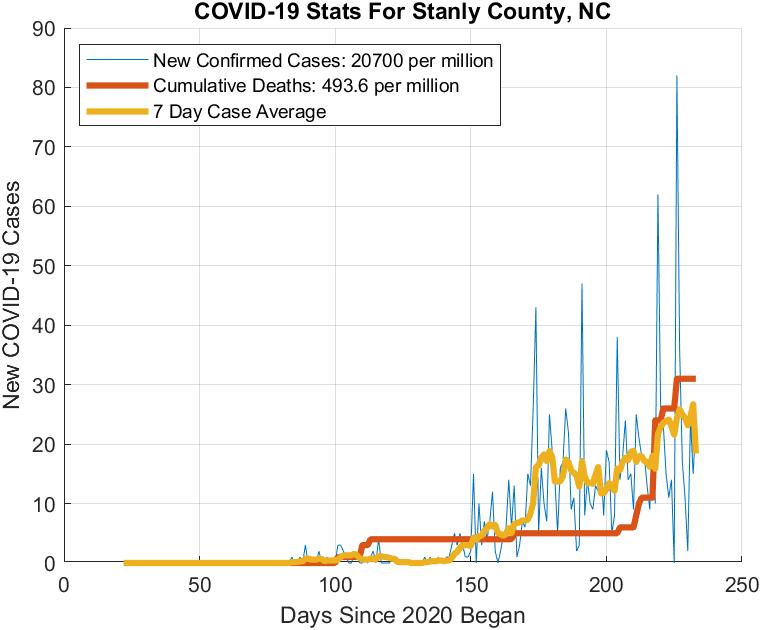 COVID-19 Stats For Stanly County, NC
New Confirmed Cases: 20700 per million
Cumulative Deaths: 493.6 per million
7 Day Case Average
New COVID-19 Cases
90
80
70
60
50
40
30
20
10
0
0 50 100 150 200 250
Days Since 2020 Began